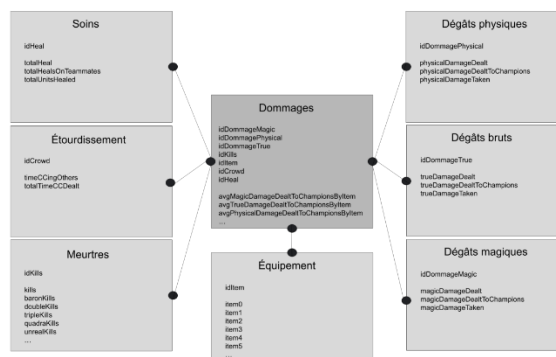 Soins
idHeal
totalHeal
totalHealsOnTeammates
totalUnitsHealed
Étourdissement
idCrowd
timeCCingOthers
totalTimeCCDealt
Meurtres
idKills
kills
baronKills
doubleKills
tripleKills
quadraKills
unrealKills
...
Dommages
idDommageMagic
idDommagePhysical
idDommageTrue
idKills
idItem
idCrowd
idHeal
avgMagicDamageDealtToChampionsByItem
avgTrueDamageDealtToChampionsByItem
avgPhysicalDamageDealtToChampionsByItem
...
Équipement
idItem
item0
item1
item2
item3
item4
item5
...
Dégâts physiques
idDommagePhysical
physicalDamageDealt
physicalDamageDealtToChampions
physicalDamageTaken
Dégâts bruts
idDommageTrue
trueDamageDealt
trueDamageDealtToChampions
trueDamageTaken
Dégâts magiques
idDommageMagic
magicDamageDealt
magicDamageDealtToChampions
magicDamageTaken